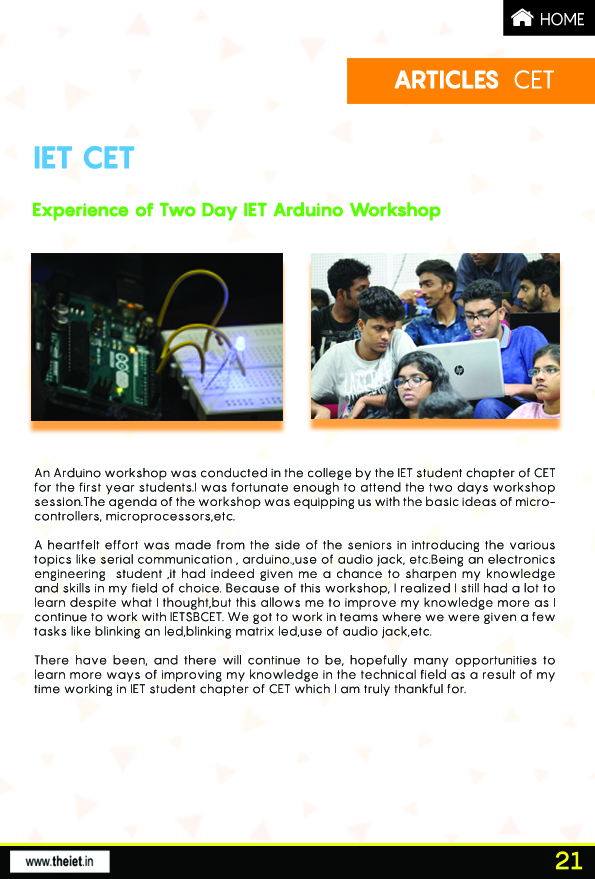 HOME
ARTICLES CET
IET CET
Experience of Two Day IET Arduino Workshop
hp
An Arduino workshop was conducted in the college by the IET student chapter of CET
for the first year students.I was fortunate enough to attend the two days workshop
session.The agenda of the workshop was equipping us with the basic ideas of micro-
controllers, microprocessors,etc.
A heartfelt effort was made from the side of the seniors in introducing the various
topics like serial communication , arduino.,use of audio jack, etc.Being an electronics
engineering student ,it had indeed given me a chance to sharpen my knowledge
and skills in my field of choice. Because of this workshop, I realized I still had a lot to
learn despite what I thought,but this allows me to improve my knowledge more as I
continue to work with IETSBCET. We got to work in teams where we were given a few
tasks like blinking an led,blinking matrix led,use of audio jack,etc.
There have been, and there will continue to be, hopefully many opportunities to
learn more ways of improving my knowledge in the technical field as a result of my
time working in IET student chapter of CET which I am truly thankful for.
www.theiet.in
21